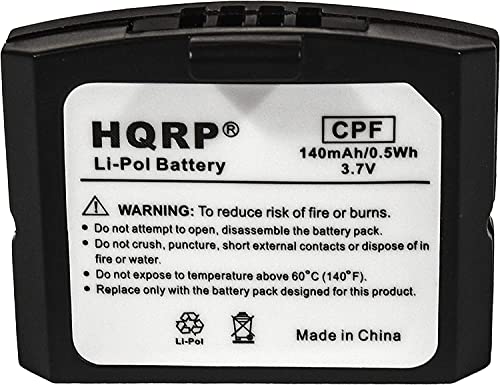 HQRP®
Li-Pol Battery
CPF
140mAh/0.5Wh
3.7V
WARNING: To reduce risk of fire or burns.
• Do not attempt to open, disassemble the battery pack.
• Do not crush, puncture, short external contacts or dispose of in
fire or water.
• Do not expose to temperature above 60°C (140°F).
• Replace only with the battery pack designed for this product.
Li-Pol
Made in China